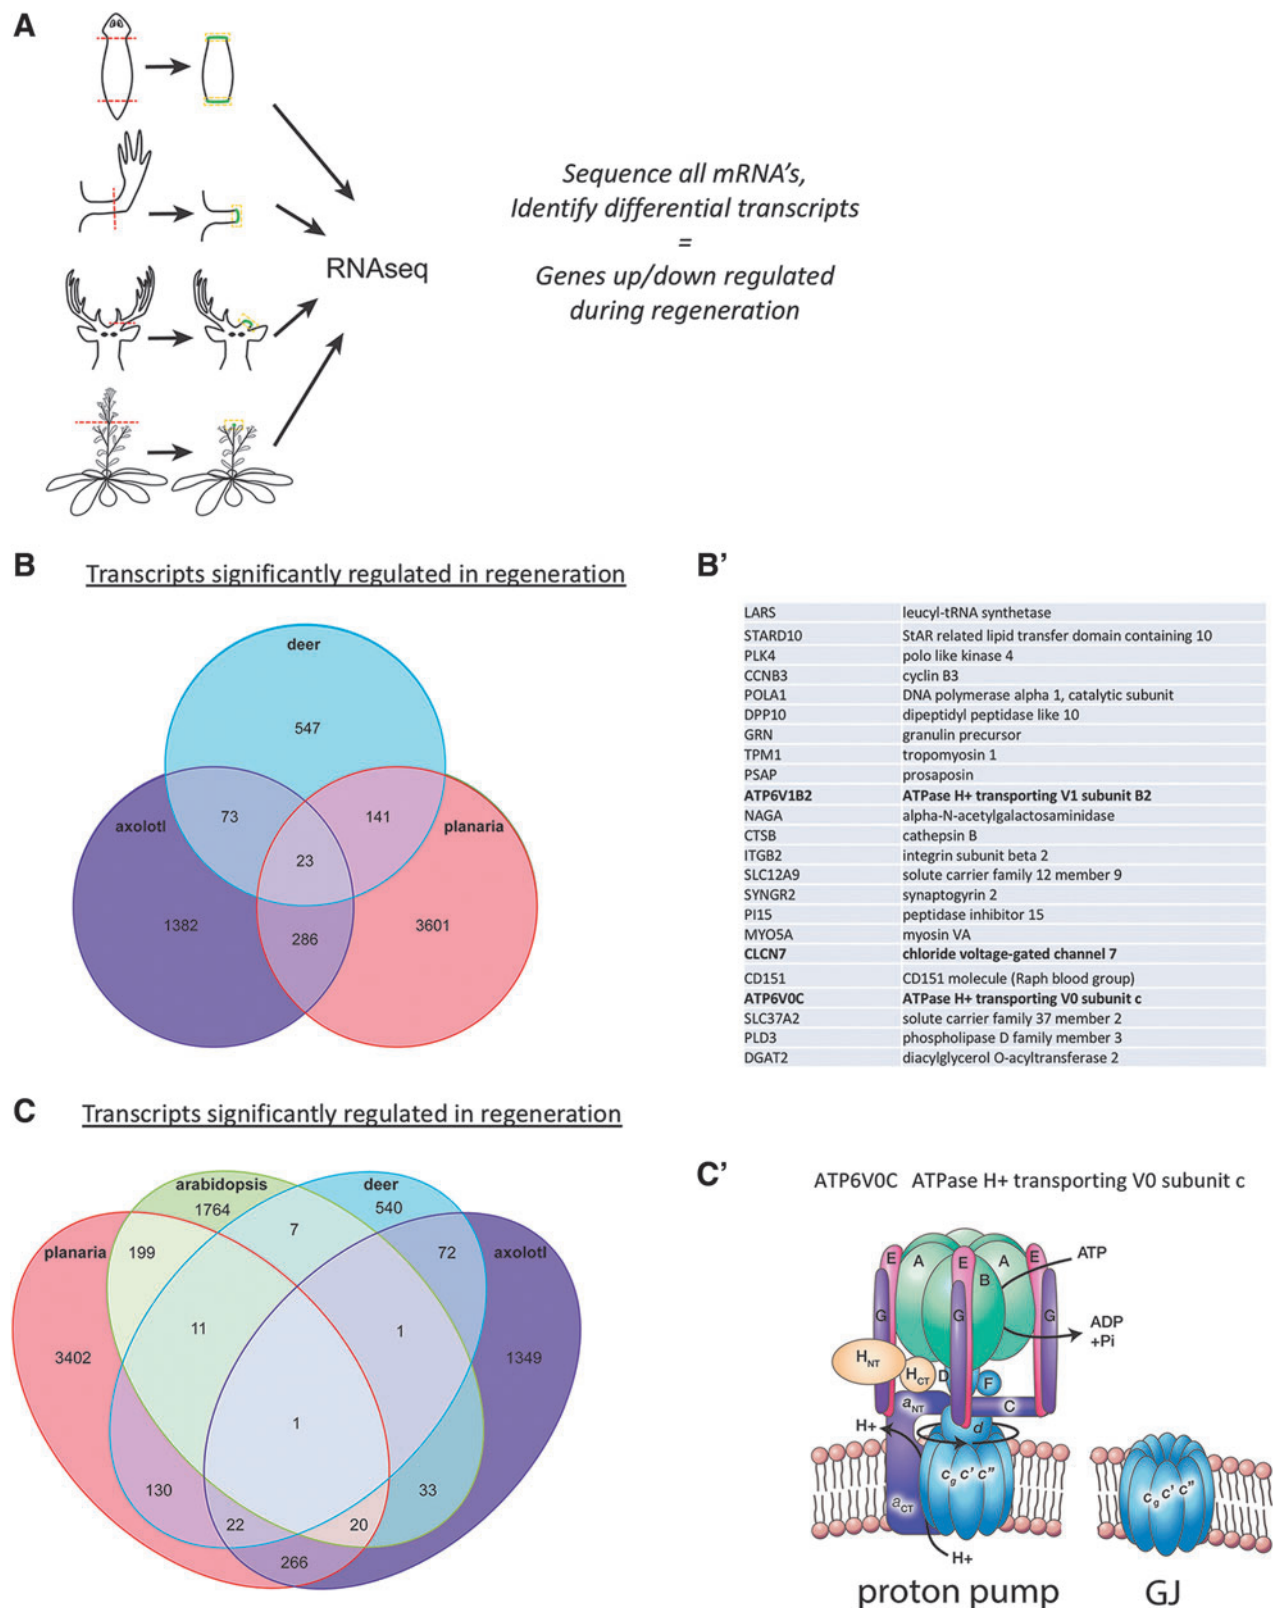 A
RNAseq
Sequence all mRNA's,
Identify differential transcripts
=
Genes up/down regulated
during regeneration
B
Transcripts significantly regulated in regeneration
deer
547
73
141
axolotl
planaria
23
1382
286
3601
B'
LARS leucyl-tRNA synthetase
STARD10 StAR related lipid transfer domain containing 10
PLK4 polo like kinase 4
CCNB3 cyclin B3
POLA1 DNA polymerase alpha 1, catalytic subunit
DPP10 dipeptidyl peptidase like 10
GRN granulin precursor
TPM1 tropomyosin 1
PSAP prosaposin
ATP6V1B2 ATPase H+ transporting V1 subunit B2
NAGA alpha-N-acetylgalactosaminidase
CTSB cathepsin B
ITGB2 integrin subunit beta 2
SLC12A9 solute carrier family 12 member 9
SYNGR2 synaptogyrin 2
PI15 peptidase inhibitor 15
MYO5A myosin VA
CLCN7 chloride voltage-gated channel 7
CD151 CD151 molecule (Raph blood group)
ATP6V0C ATPase H+ transporting V0 subunit c
SLC37A2 solute carrier family 37 member 2
PLD3 phospholipase D family member 3
DGAT2 diacylglycerol O-acyltransferase 2
C
Transcripts significantly regulated in regeneration
arabidopsis
deer
1764
540
7
planaria
199
72
axolotl
11
1
3402
1349
1
130
33
22
20
266
C'
ATP6V0C ATPase H+ transporting V0 subunit c
E A E A E
B
ATP
G G G
ADP
+Pi
HNT
HCT
D
F
aNT
C
H+
d
cg c' c"
aCT
H+
cg c' c"
proton pump
GJ